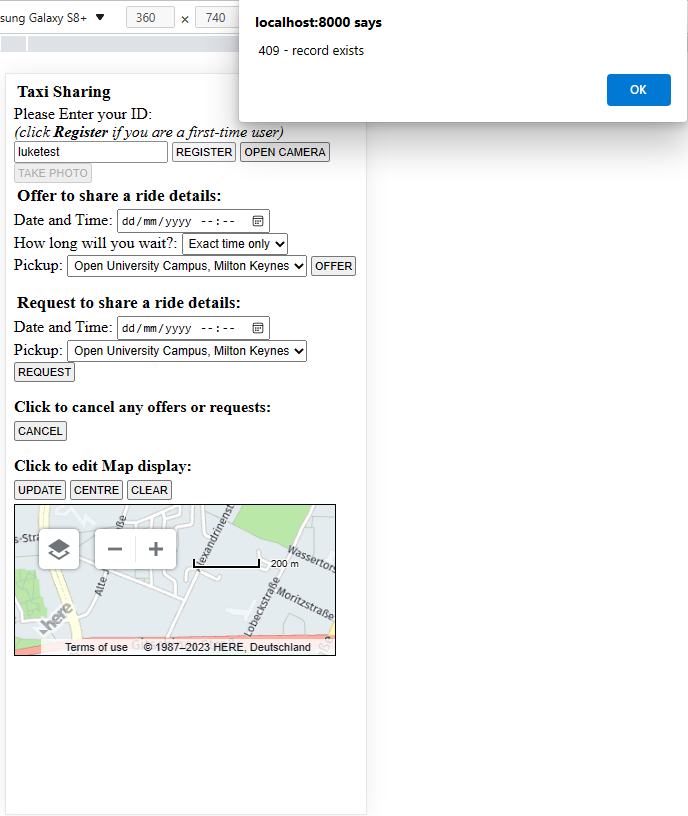 sung Galaxy S8+ ▼ 360 × 740
localhost:8000 says
409 - record exists
OK
Taxi Sharing
Please Enter your ID:
(click Register if you are a first-time user)
luketest REGISTER OPEN CAMERA
TAKE PHOTO
Offer to share a ride details:
Date and Time: dd/mm/yyyy --:--
How long will you wait?: Exact time only
Pickup: Open University Campus, Milton Keynes OFFER
Request to share a ride details:
Date and Time: dd/mm/yyyy --:--
Pickup: Open University Campus, Milton Keynes
REQUEST
Click to cancel any offers or requests:
CANCEL
Click to edit Map display:
UPDATE CENTRE CLEAR
Alte J
200 m
Lobeckstraße
Moritzstraße
here
Terms of use © 1987–2023 HERE, Deutschland